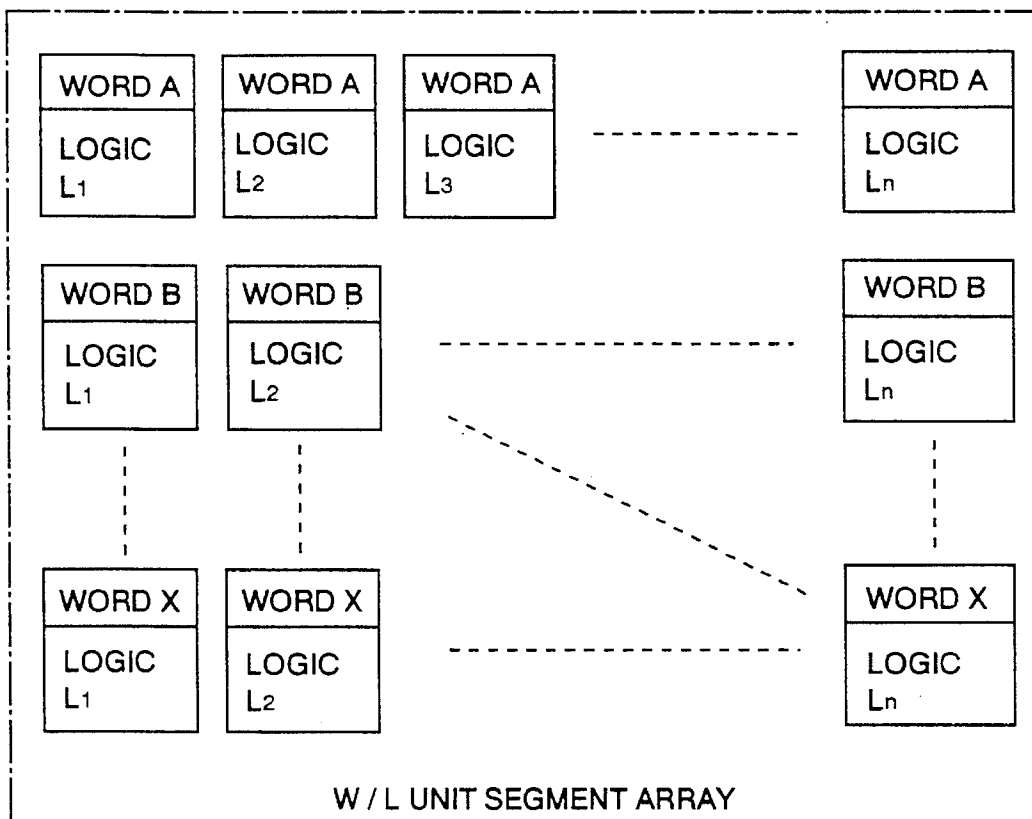 WORD A WORD A WORD A WORD A
LOGIC LOGIC LOGIC LOGIC
L1 L2 L3 Ln
WORD B WORD B WORD B
LOGIC LOGIC LOGIC
L1 L2 Ln
WORD X WORD X WORD X
LOGIC LOGIC LOGIC
L1 L2 Ln
W / L UNIT SEGMENT ARRAY